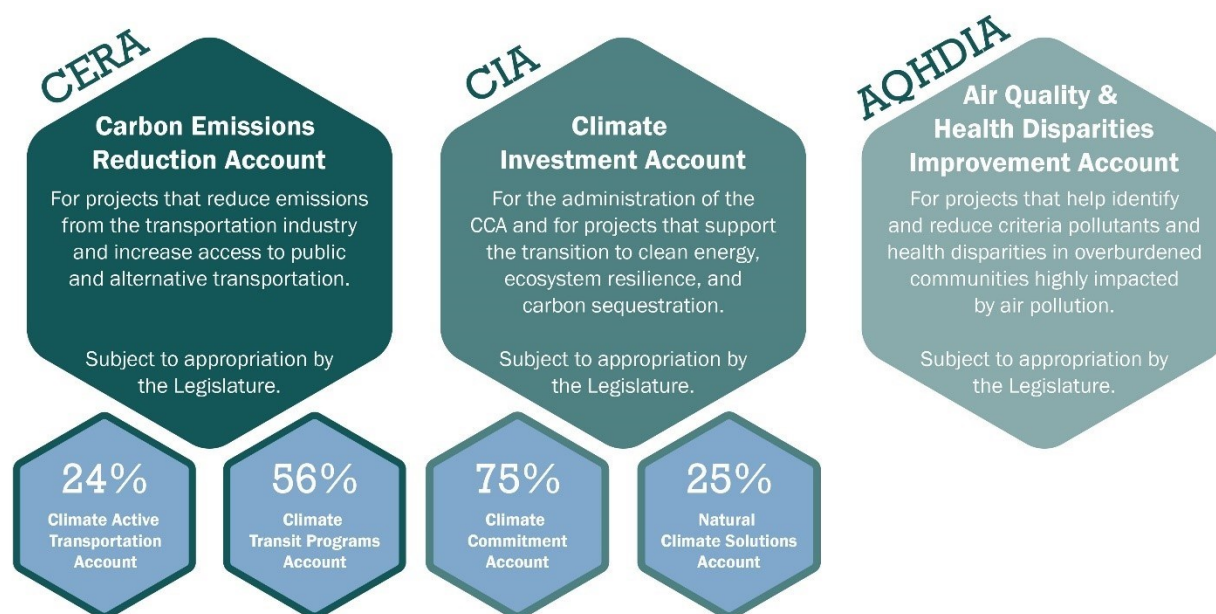 CERA
Carbon Emissions
Reduction Account
For projects that reduce emissions
from the transportation industry
and increase access to public
and alternative transportation.
Subject to appropriation by
the Legislature.
24%
Climate Active
Transportation
Account
56%
Climate
Transit Programs
Account
CIA
Climate
Investment Account
For the administration of the
CCA and for projects that support
the transition to clean energy,
ecosystem resilience, and
carbon sequestration.
Subject to appropriation by
the Legislature.
75%
Climate
Commitment
Account
25%
Natural
Climate Solutions
Account
AQHDIA
Air Quality &
Health Disparities
Improvement Account
For projects that help identify
and reduce criteria pollutants and
health disparities in overburdened
communities highly impacted
by air pollution.
Subject to appropriation by
the Legislature.